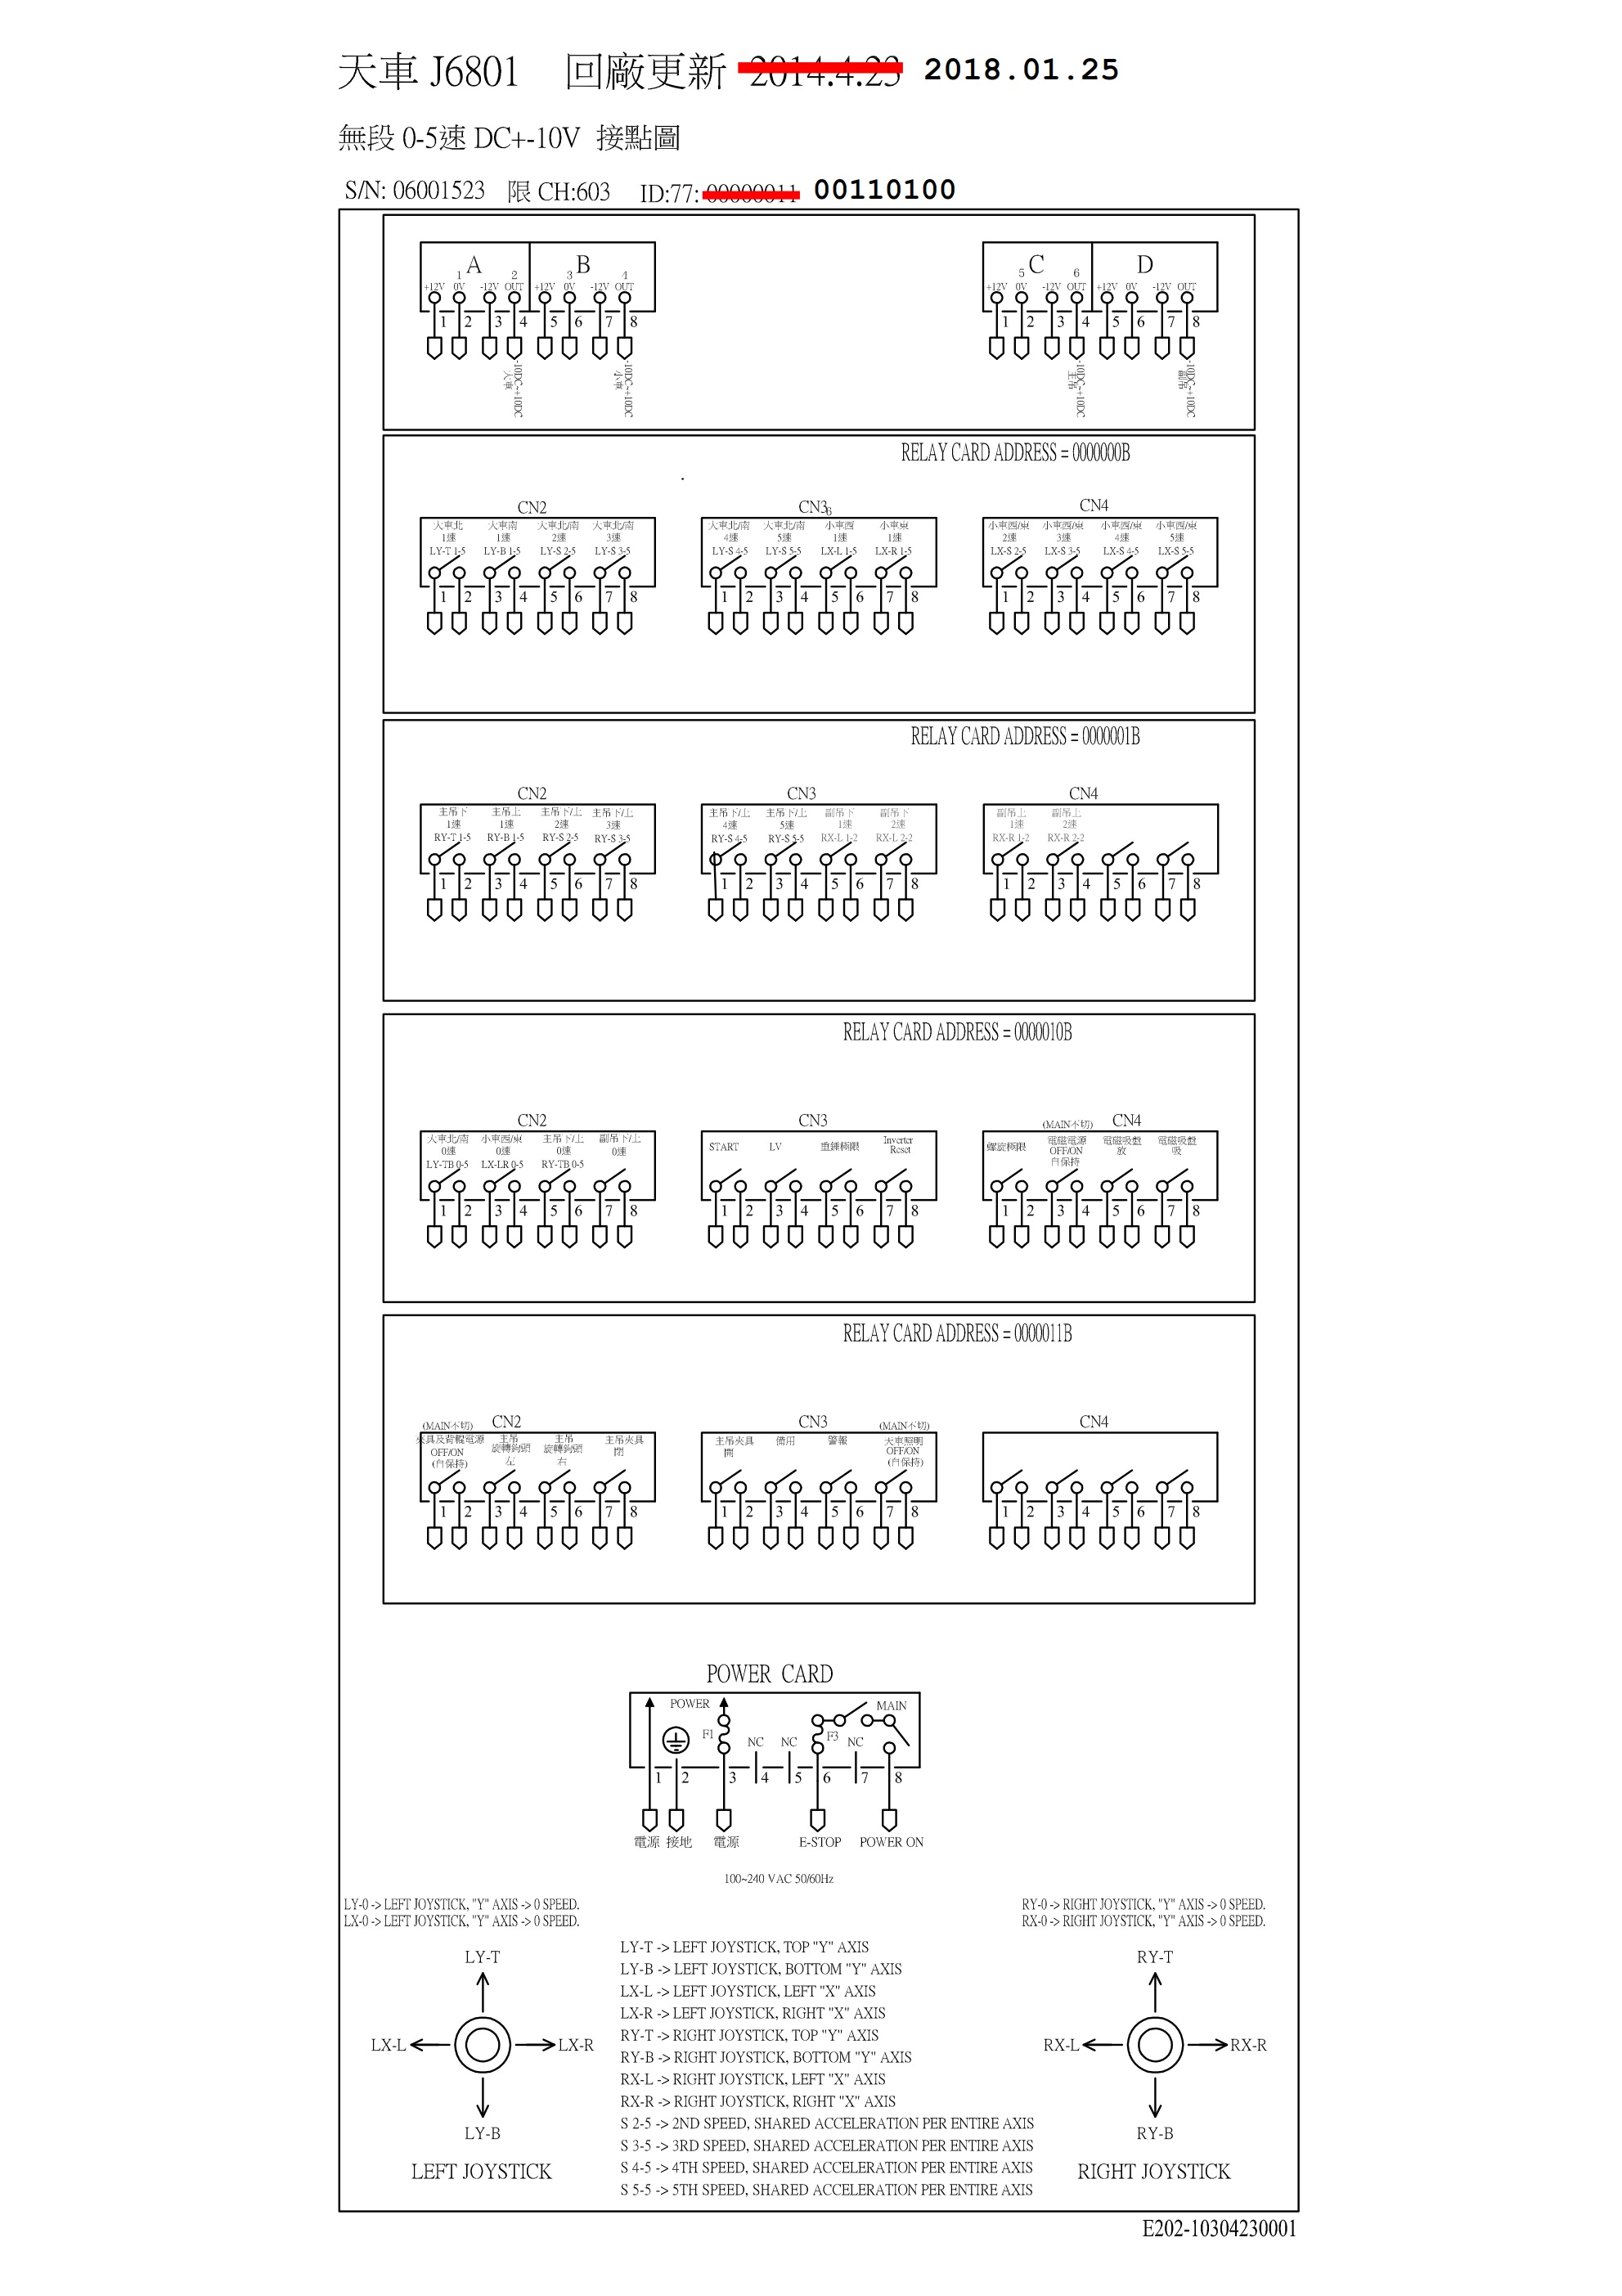 天車 J6801 回廠更新 2014.4.23 2018.01.25
無段 0-5速 DC+-10V 接點圖
S/N: 06001523 限 CH:603 ID:77: 00000011 00110100
A B C D
1 2 3 4 5 6
+12V 0V -12V OUT +12V 0V -12V OUT +12V 0V -12V OUT +12V 0V -12V OUT
1 2 3 4 5 6 7 8 1 2 3 4 5 6 7 8
-10DC~+10DC -10DC~+10DC -10DC~+10DC -10DC~+10DC
大車 小車 主吊 副吊
RELAY CARD ADDRESS = 0000000B
CN2 CN3 6 CN4
大車北 大車南 大車北/南 大車北/南 大車北/南 大車北/南 小車西 小車東 小車西/東 小車西/東 小車西/東 小車西/東
1速 1速 2速 3速 4速 5速 1速 1速 2速 3速 4速 5速
LY-T 1-5 LY-B 1-5 LY-S 2-5 LY-S 3-5 LY-S 4-5 LY-S 5-5 LX-L 1-5 LX-R 1-5 LX-S 2-5 LX-S 3-5 LX-S 4-5 LX-S 5-5
1 2 3 4 5 6 7 8 1 2 3 4 5 6 7 8 1 2 3 4 5 6 7 8
RELAY CARD ADDRESS = 0000001B
CN2 CN3 CN4
主吊下 主吊上 主吊下/上 主吊下/上 主吊下/上 主吊下/上 副吊下 副吊下 副吊上 副吊上
1速 1速 2速 3速 4速 5速 1速 2速 1速 2速
RY-T 1-5 RY-B 1-5 RY-S 2-5 RY-S 3-5 RY-S 4-5 RY-S 5-5 RX-L 1-2 RX-L 2-2 RX-R 1-2 RX-R 2-2
1 2 3 4 5 6 7 8 1 2 3 4 5 6 7 8 1 2 3 4 5 6 7 8
RELAY CARD ADDRESS = 0000010B
CN2 CN3 (MAIN不切) CN4
大車北/南 小車西/東 主吊下/上 副吊下/上 START LV 重錘極限 Inverter 螺旋極限 電磁電源 電磁吸盤 電磁吸盤
0速 0速 0速 0速 Reset OFF/ON 放 吸
LY-TB 0-5 LX-LR 0-5 RY-TB 0-5 自保持
1 2 3 4 5 6 7 8 1 2 3 4 5 6 7 8 1 2 3 4 5 6 7 8
RELAY CARD ADDRESS = 0000011B
(MAIN不切) CN2 CN3 (MAIN不切) CN4
夾具及荷重電源 主吊 主吊 主吊夾具 主吊夾具 備用 警報 天車照明
OFF/ON 旋轉鉤頭 旋轉鉤頭 閉 開 OFF/ON
(自保持) 左 右 (自保持)
1 2 3 4 5 6 7 8 1 2 3 4 5 6 7 8 1 2 3 4 5 6 7 8
POWER CARD
POWER MAIN
F1 NC NC F3 NC
1 2 3 4 5 6 7 8
電源 接地 電源 E-STOP POWER ON
100~240 VAC 50/60Hz
LY-0 -> LEFT JOYSTICK, "Y" AXIS -> 0 SPEED.
LX-0 -> LEFT JOYSTICK, "Y" AXIS -> 0 SPEED.
RY-0 -> RIGHT JOYSTICK, "Y" AXIS -> 0 SPEED.
RX-0 -> RIGHT JOYSTICK, "Y" AXIS -> 0 SPEED.
LY-T
LX-L LX-R
LY-B
LEFT JOYSTICK
LY-T -> LEFT JOYSTICK, TOP "Y" AXIS
LY-B -> LEFT JOYSTICK, BOTTOM "Y" AXIS
LX-L -> LEFT JOYSTICK, LEFT "X" AXIS
LX-R -> LEFT JOYSTICK, RIGHT "X" AXIS
RY-T -> RIGHT JOYSTICK, TOP "Y" AXIS
RY-B -> RIGHT JOYSTICK, BOTTOM "Y" AXIS
RX-L -> RIGHT JOYSTICK, LEFT "X" AXIS
RX-R -> RIGHT JOYSTICK, RIGHT "X" AXIS
S 2-5 -> 2ND SPEED, SHARED ACCELERATION PER ENTIRE AXIS
S 3-5 -> 3RD SPEED, SHARED ACCELERATION PER ENTIRE AXIS
S 4-5 -> 4TH SPEED, SHARED ACCELERATION PER ENTIRE AXIS
S 5-5 -> 5TH SPEED, SHARED ACCELERATION PER ENTIRE AXIS
RY-T
RX-L RX-R
RY-B
RIGHT JOYSTICK
E202-10304230001